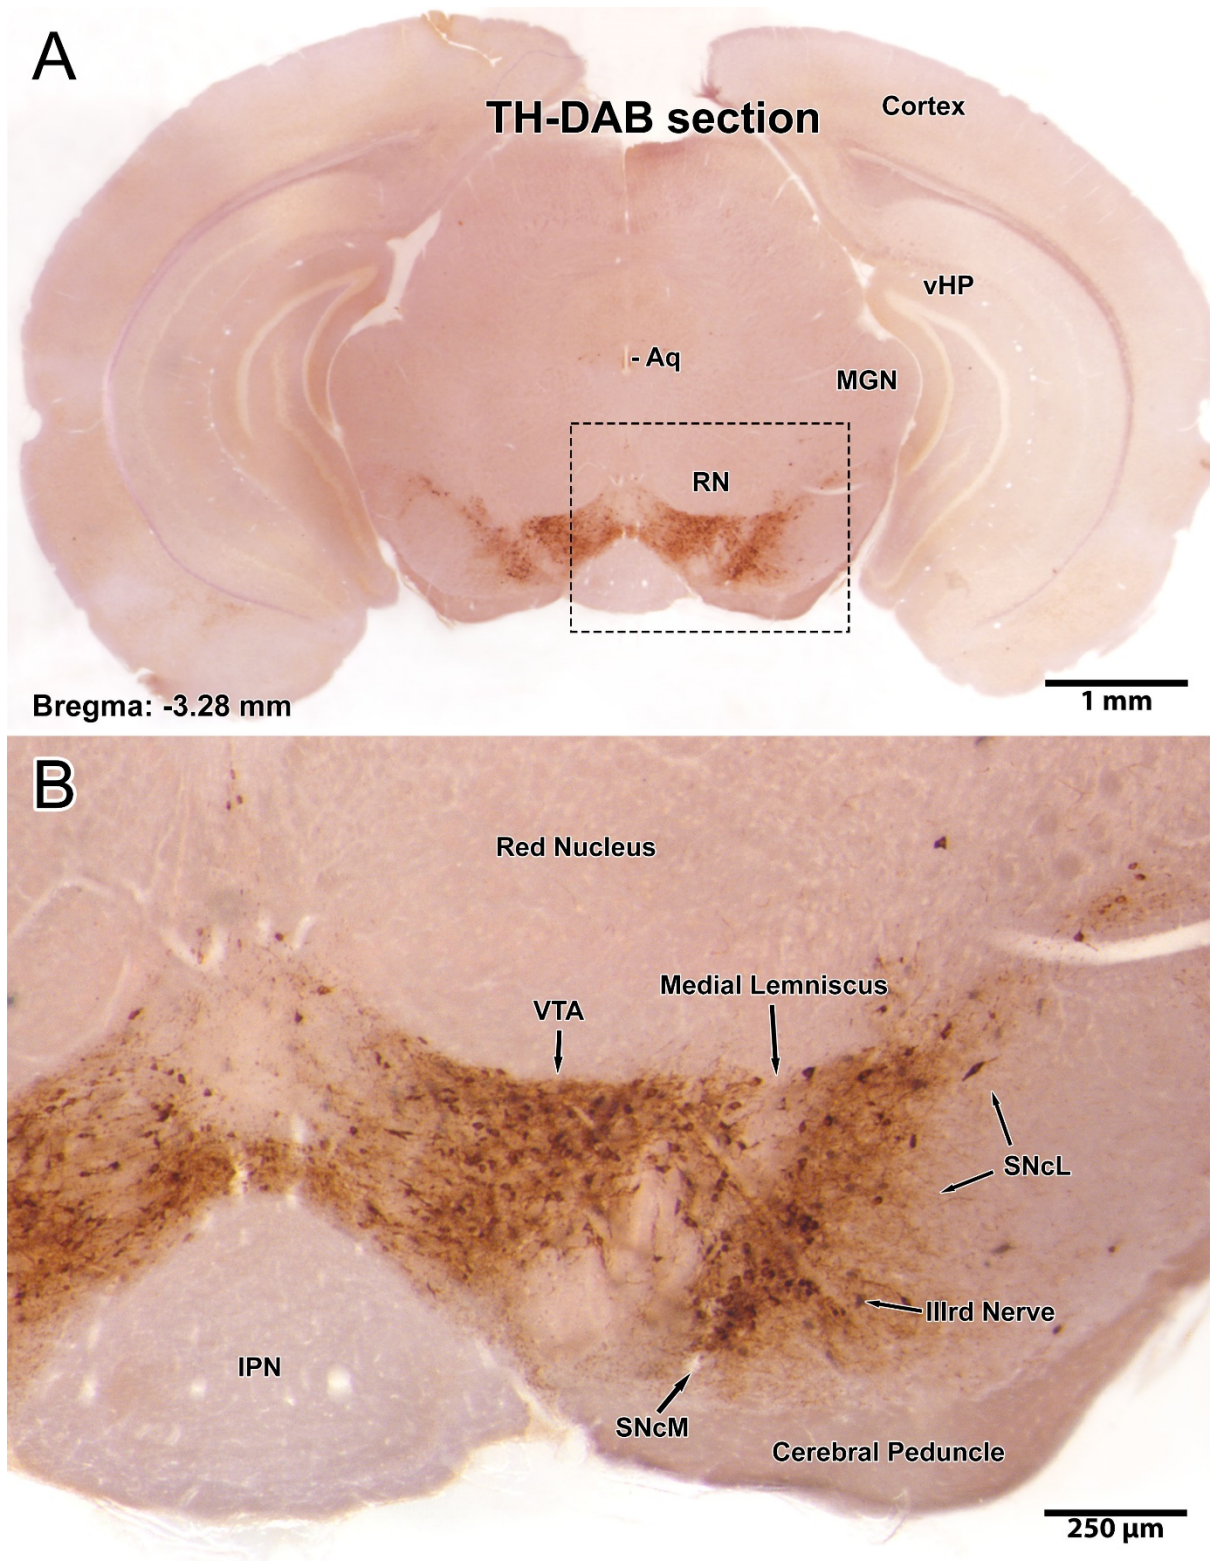 A
TH-DAB section
Cortex
vHP
- Aq
MGN
RN
Bregma: -3.28 mm
1 mm
B
Red Nucleus
Medial Lemniscus
VTA
SNcL
IIIrd Nerve
IPN
SNcM
Cerebral Peduncle
250 µm